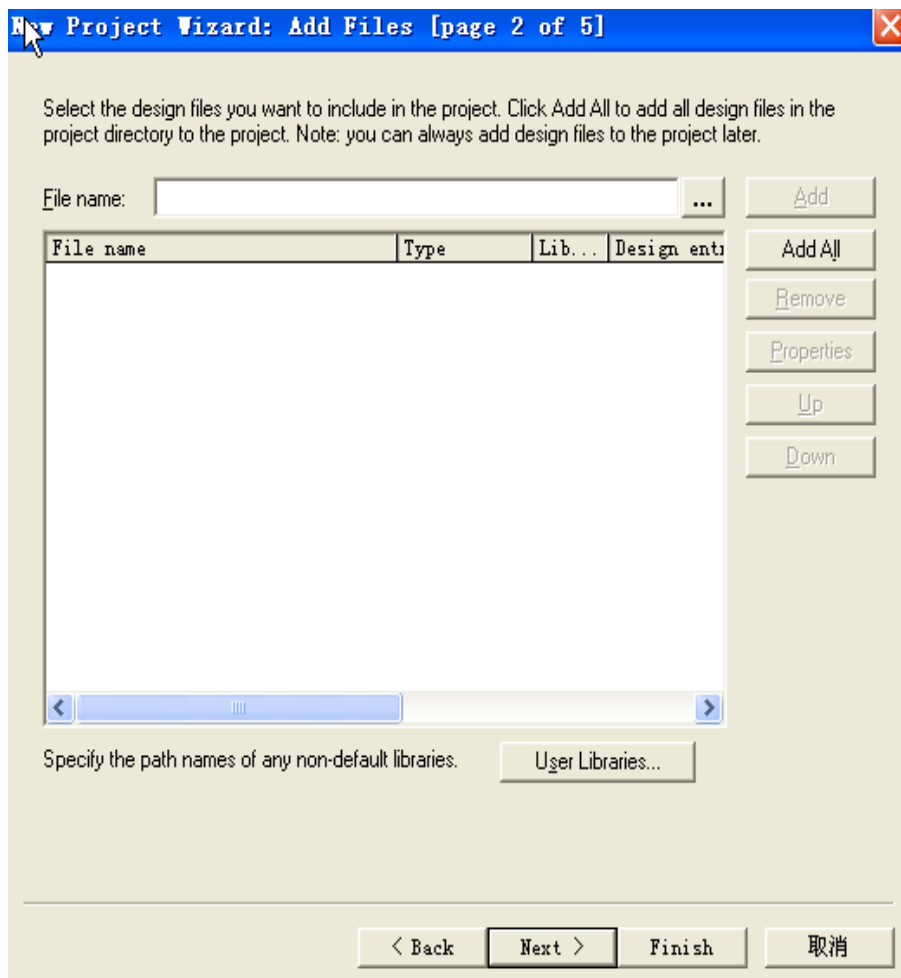 New Project Wizard: Add Files [page 2 of 5]
Select the design files you want to include in the project. Click Add All to add all design files in the
project directory to the project. Note: you can always add design files to the project later.
File name: ... Add
File name Type Lib... Design entr
Add All
Remove
Properties
Up
Down
Specify the path names of any non-default libraries. User Libraries...
< Back Next > Finish 取消